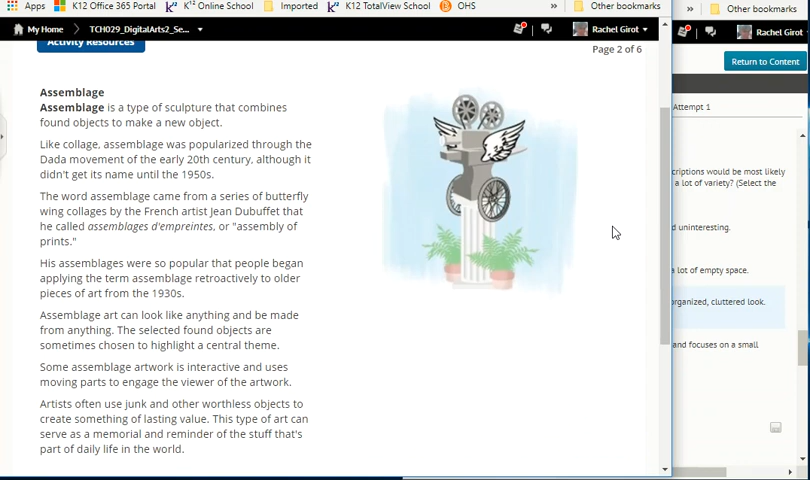 Apps K12 Office 365 Portal K¹² Online School Imported K12 TotalView School OHS » Other bookmarks
» Other bookmarks
My Home TCH029_DigitalArts2_Se... Rachel Girot
Rachel Girot
Activity Resources
Page 2 of 6
Return to Content
Attempt 1
Assemblage
Assemblage is a type of sculpture that combines
found objects to make a new object.
Like collage, assemblage was popularized through the
Dada movement of the early 20th century, although it
didn't get its name until the 1950s.
The word assemblage came from a series of butterfly
wing collages by the French artist Jean Dubuffet that
he called assemblages d'empreintes, or "assembly of
prints."
His assemblages were so popular that people began
applying the term assemblage retroactively to older
pieces of art from the 1930s.
Assemblage art can look like anything and be made
from anything. The selected found objects are
sometimes chosen to highlight a central theme.
Some assemblage artwork is interactive and uses
moving parts to engage the viewer of the artwork.
Artists often use junk and other worthless objects to
create something of lasting value. This type of art can
serve as a memorial and reminder of the stuff that's
part of daily life in the world.
criptions would be most likely
a lot of variety? (Select the
d uninteresting.
a lot of empty space.
organized, cluttered look.
and focuses on a small